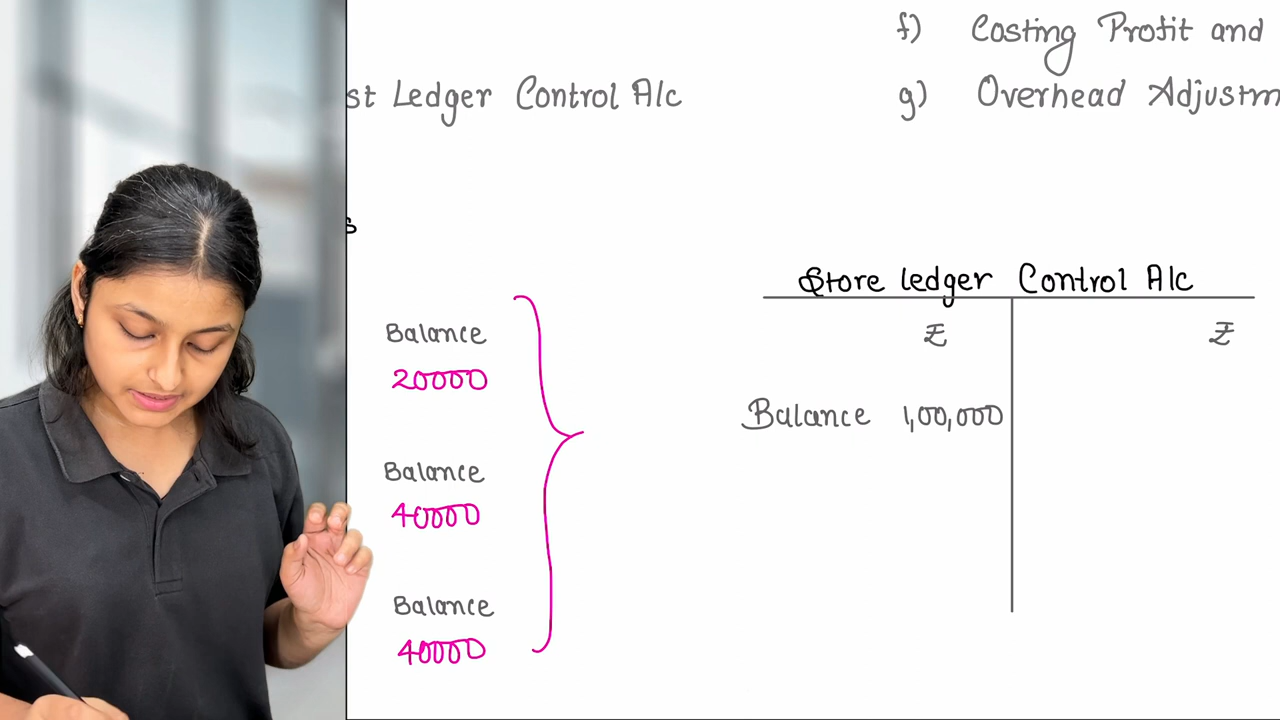 f) Costing Profit and
st Ledger Control A/c
g) Overhead Adjustm
s
Store ledger Control A/c
₹ ₹
Balance
20000
Balance 1,00,000
Balance
40000
Balance
40000